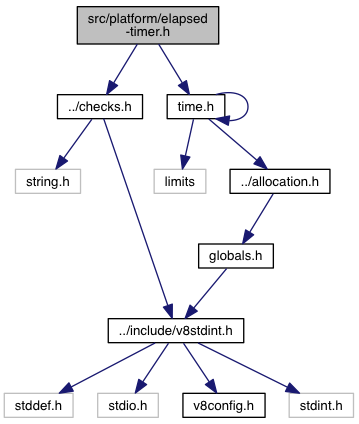 src/platform/elapsed
-timer.h
../checks.h
time.h
string.h
limits
../allocation.h
globals.h
../include/v8stdint.h
stddef.h
stdio.h
v8config.h
stdint.h